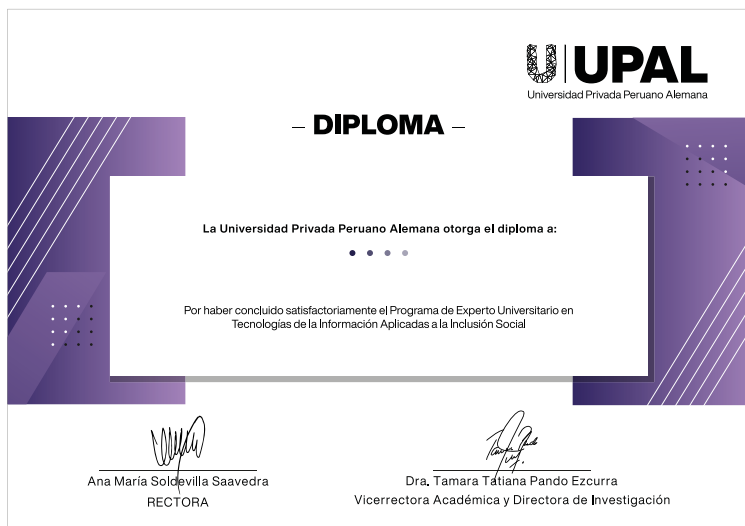 UPAL
Universidad Privada Peruano Alemana
– DIPLOMA –
La Universidad Privada Peruano Alemana otorga el diploma a:
Por haber concluido satisfactoriamente el Programa de Experto Universitario en
Tecnologías de la Información Aplicadas a la Inclusión Social
Ana María Soldevilla Saavedra
RECTORA
Dra. Tamara Tatiana Pando Ezcurra
Vicerrectora Académica y Directora de Investigación